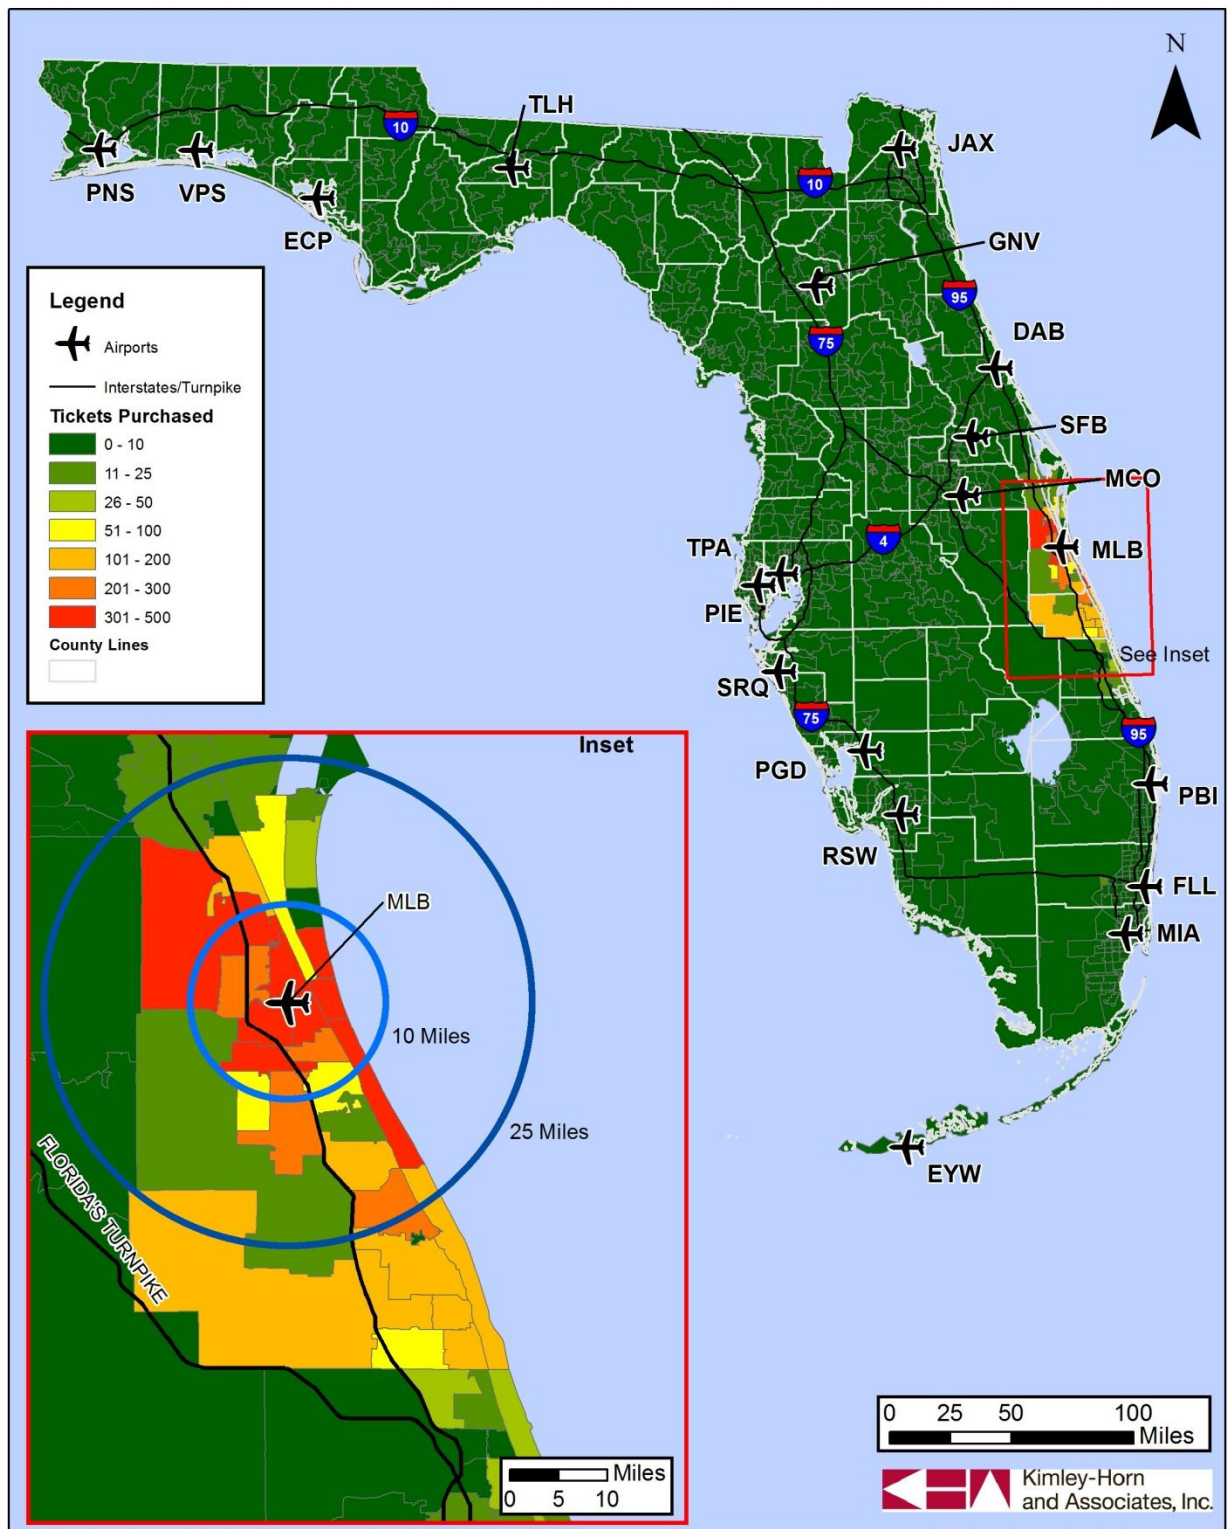 N
TLH
10
JAX
PNS
VPS
10
ECP
GNV
95
75
DAB
Legend
Airports
Interstates/Turnpike
Tickets Purchased
0 - 10
11 - 25
26 - 50
51 - 100
101 - 200
201 - 300
301 - 500
County Lines
SFB
MCO
4
TPA
MLB
PIE
See Inset
SRQ
75
95
PGD
PBI
RSW
FLL
MIA
EYW
Inset
MLB
10 Miles
25 Miles
FLORIDA'S TURNPIKE
Miles
0 5 10
0 25 50 100
Miles
Kimley-Horn
and Associates, Inc.